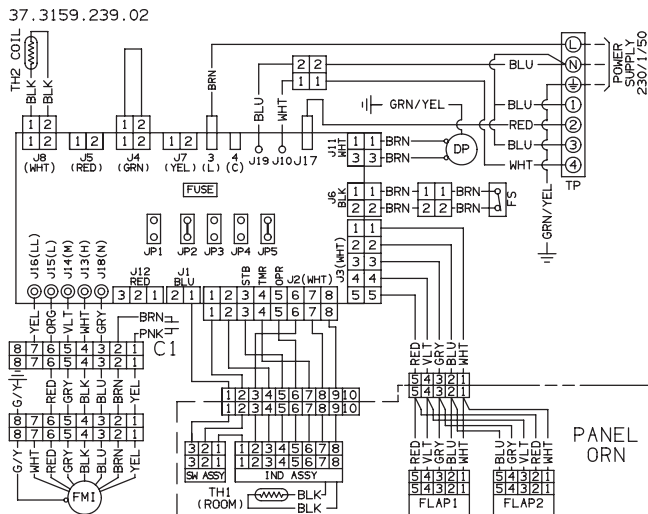 37.3159.239.02
TH2 COIL
BLK
BLK
1 2
1 2
J8
(WHT)
1 2
J5
(RED)
1 2
1 2
J4
(GRN)
1 2
J7
(YEL)
BRN
3
(L)
4
(C)
BLU
J19
WHT
J10
J17
2 2
1 1
GRN/YEL
DP
J11
WHT
1 1
3 3
BRN
BRN
J6
BLK
1 1
2 2
BRN
BRN
1 1
2 2
BRN
BRN
FS
BLU
BLU
RED
BLU
WHT
GRN/YEL
L
N
1
2
3
4
TP
POWER
SUPPLY
230/1/50
FUSE
JP1
JP2
JP3
JP4
JP5
J3(WHT)
1 1
2 2
3 3
4 4
5 5
J16(LL)
J15(L)
J14(M)
J13(H)
J18(N)
J12
RED
3 2 1
J1
BLU
2 1
STB
TMR
OPR
J2(WHT)
1 2 3 4 5 6 7 8
1 2 3 4 5 6 7 8
YEL
ORG
VLT
WHT
GRY
BRN
PNK
C1
8 7 6 5 4 3 2 1
8 7 6 5 4 3 2 1
G/Y
RED
GRY
BLK
BLU
BRN
YEL
8 7 6 5 4 3 2 1
8 7 6 5 4 3 2 1
G/Y
WHT
RED
GRY
BLK
BLU
BRN
YEL
FMI
1 2 3 4 5 6 7 8 9 10
1 2 3 4 5 6 7 8 9 10
3 2 1
3 2 1
SW ASSY
1 2 3 4 5 6 7 8
1 2 3 4 5 6 7 8
IND ASSY
TH1
(ROOM)
BLK
BLK
RED
VLT
GRY
BLU
WHT
5 4 3 2 1
5 4 3 2 1
RED
VLT
GRY
BLU
WHT
5 4 3 2 1
5 4 3 2 1
FLAP1
BLU
GRY
VLT
RED
WHT
5 4 3 2 1
5 4 3 2 1
FLAP2
PANEL
ORN